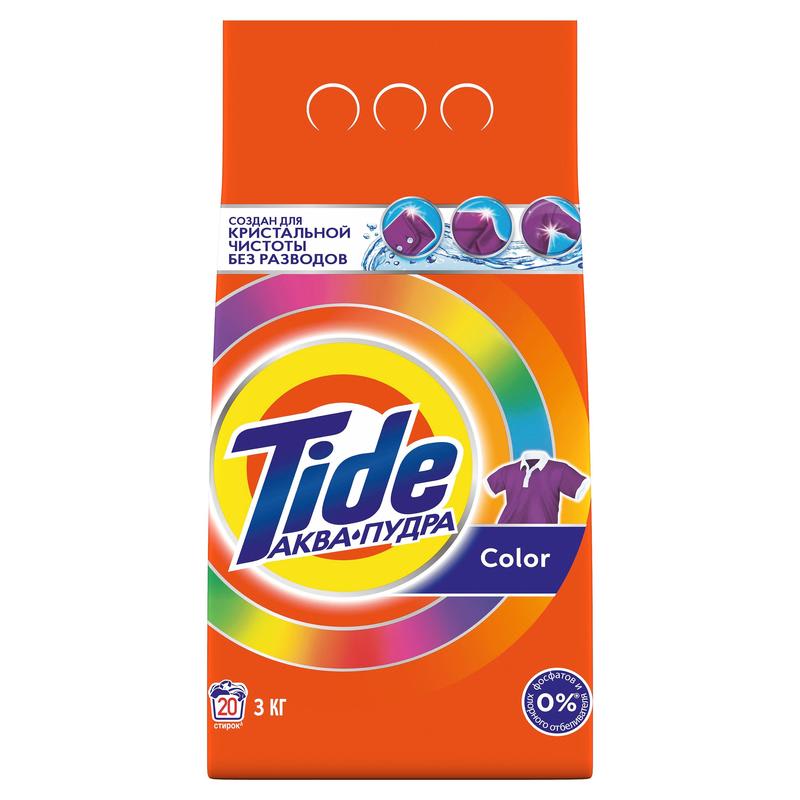 СОЗДАН ДЛЯ
КРИСТАЛЬНОЙ
ЧИСТОТЫ
БЕЗ РАЗВОДОВ
Tide
АКВА•ПУДРА
Color
20
стирок*
3 КГ
фосфатов и
0%*
хлорного отбеливателя